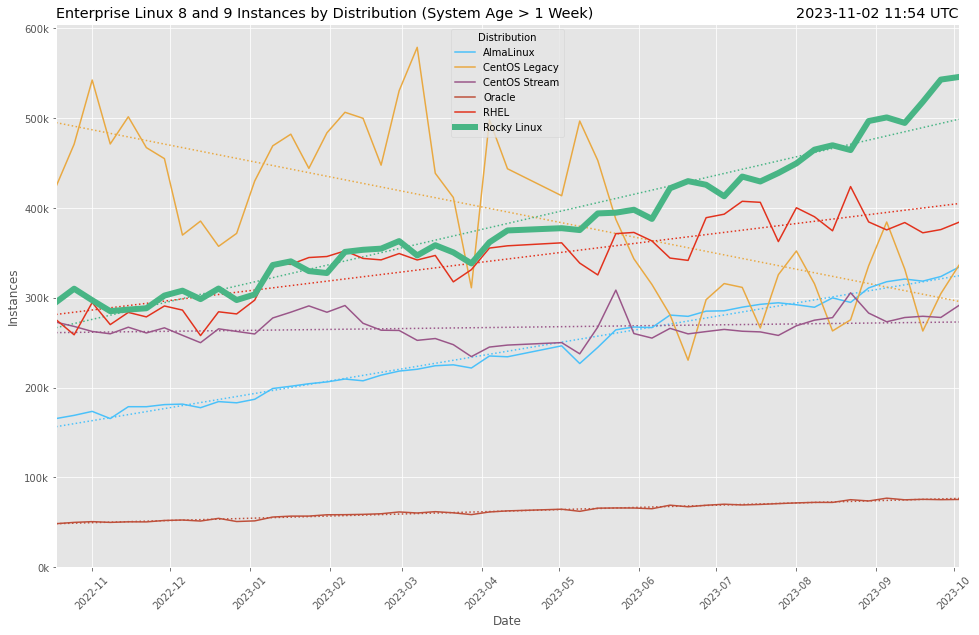 Enterprise Linux 8 and 9 Instances by Distribution (System Age > 1 Week)
2023-11-02 11:54 UTC
600k
500k
400k
300k
200k
100k
0k
Instances
Distribution
AlmaLinux
CentOS Legacy
CentOS Stream
Oracle
RHEL
Rocky Linux
2022-11
2022-12
2023-01
2023-02
2023-03
2023-04
2023-05
2023-06
2023-07
2023-08
2023-09
2023-10
Date